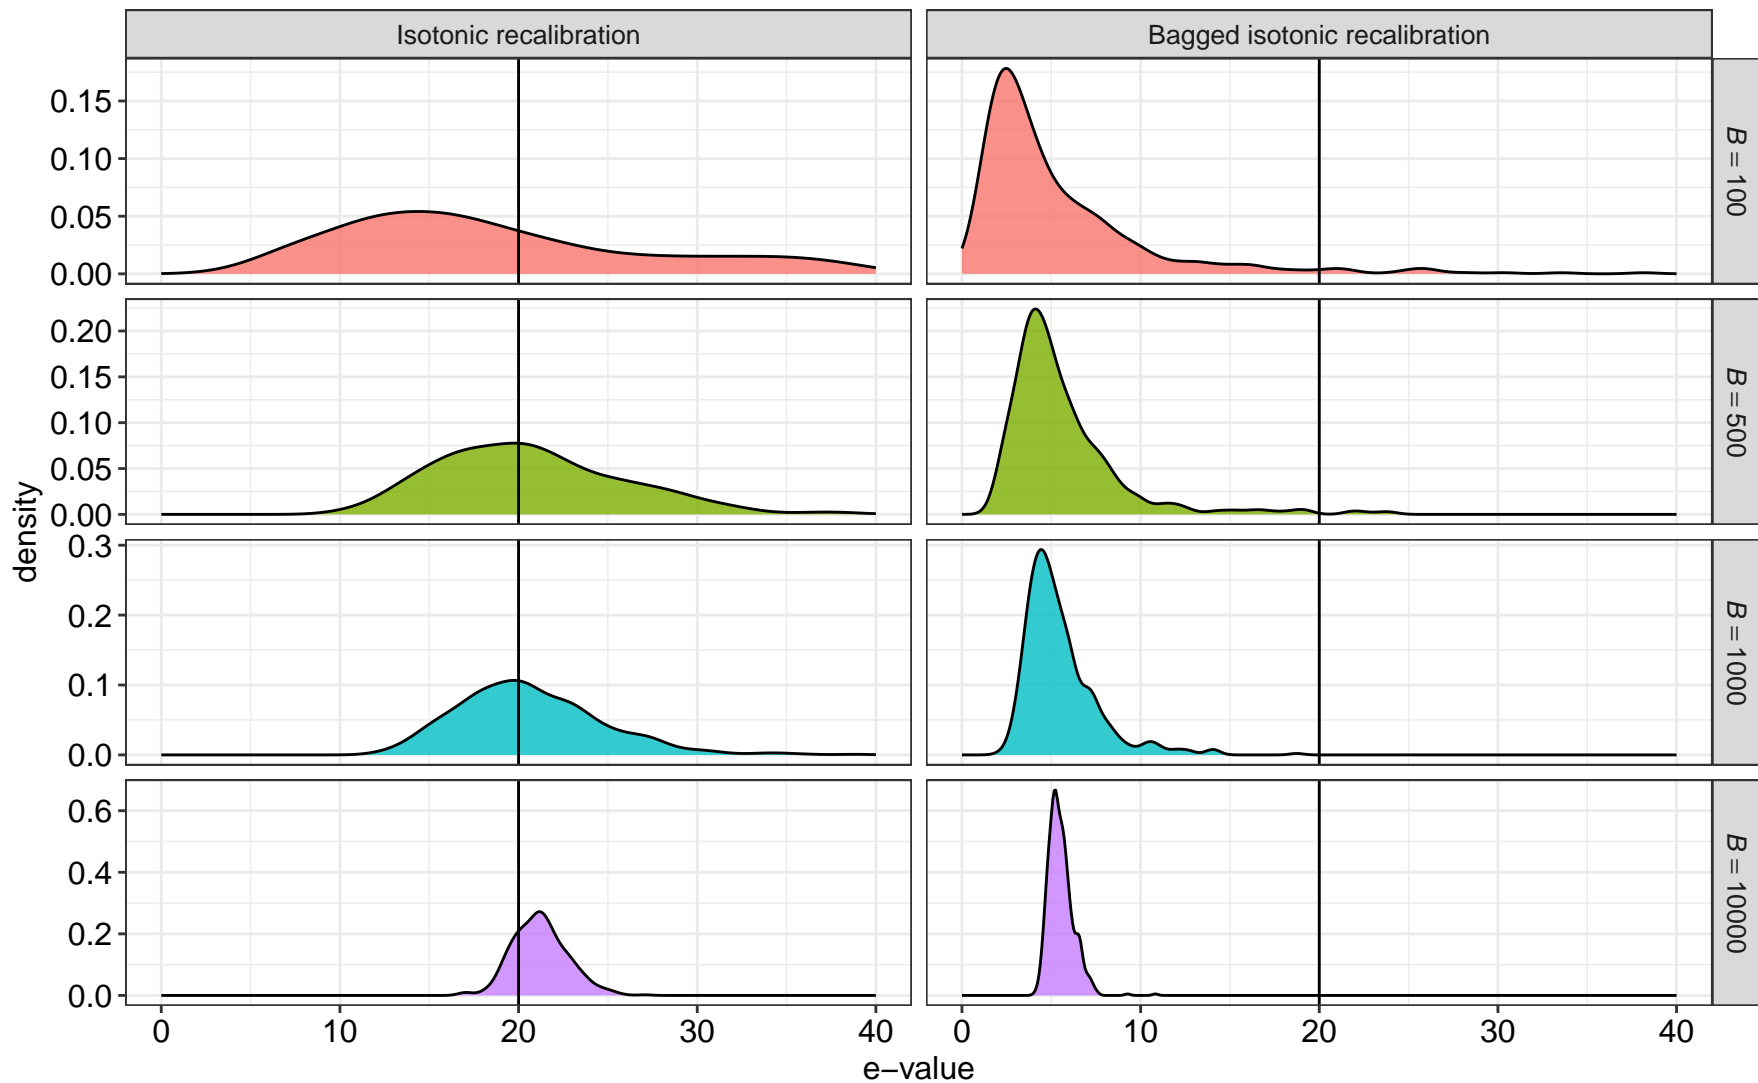 Isotonic recalibration
Bagged isotonic recalibration
0.15
0.10
0.05
0.00
B = 100
0.20
0.15
0.10
0.05
0.00
B = 500
density
0.3
0.2
0.1
0.0
B = 1000
0.6
0.4
0.2
0.0
B = 10000
0 10 20 30 40 0 10 20 30 40
e−value